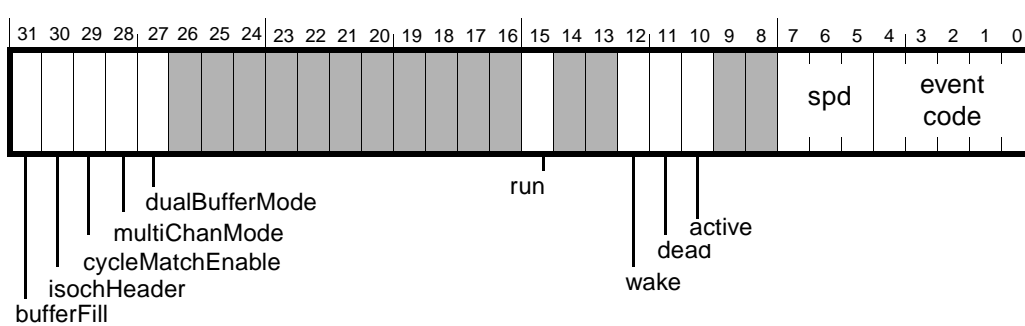 31 30 29 28 27 26 25 24 23 22 21 20 19 18 17 16 15 14 13 12 11 10 9 8 7 6 5 4 3 2 1 0
spd
event
code
run
dualBufferMode
active
multiChanMode
dead
cycleMatchEnable
wake
isochHeader
bufferFill